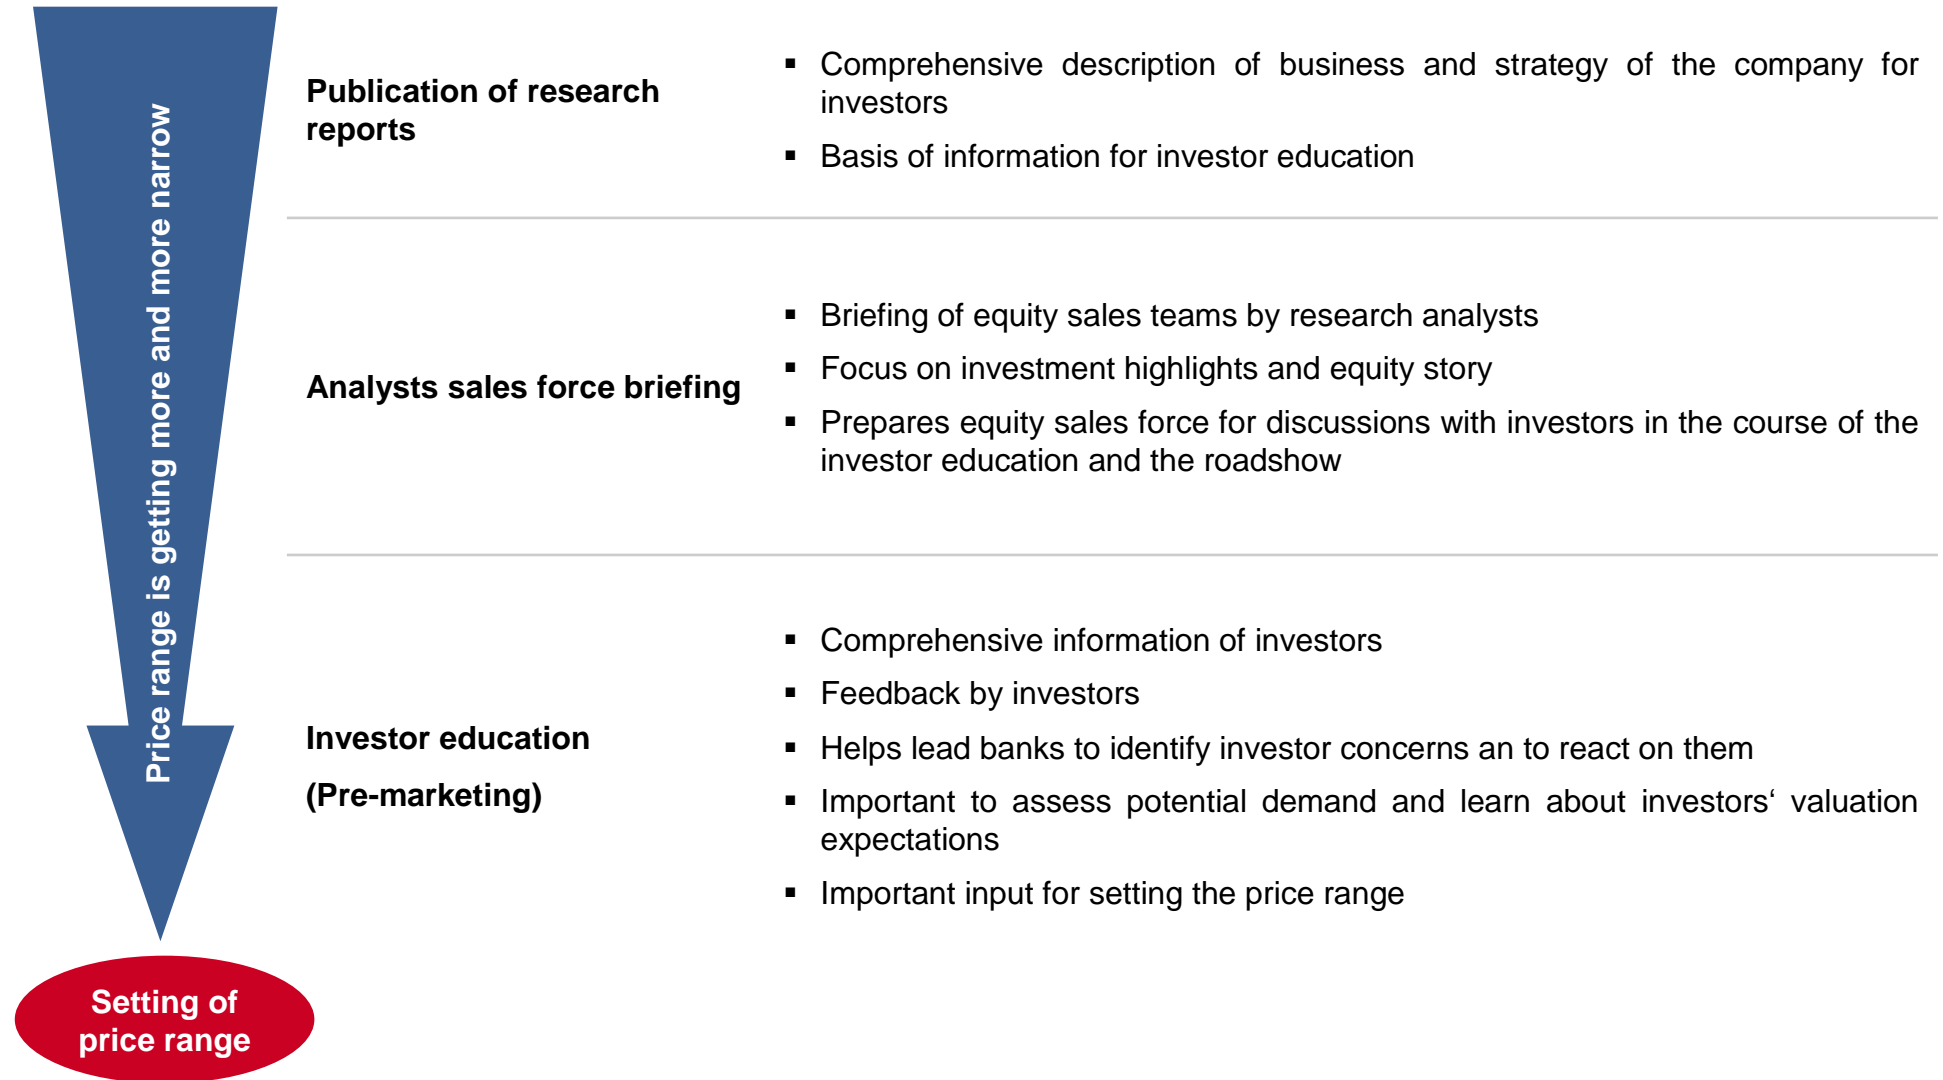 Price range is getting more and more narrow
Publication of research
reports
▪ Comprehensive description of business and strategy of the company for
investors
▪ Basis of information for investor education
Analysts sales force briefing
▪ Briefing of equity sales teams by research analysts
▪ Focus on investment highlights and equity story
▪ Prepares equity sales force for discussions with investors in the course of the
investor education and the roadshow
Investor education
(Pre-marketing)
▪ Comprehensive information of investors
▪ Feedback by investors
▪ Helps lead banks to identify investor concerns an to react on them
▪ Important to assess potential demand and learn about investors‘ valuation
expectations
▪ Important input for setting the price range
Setting of
price range